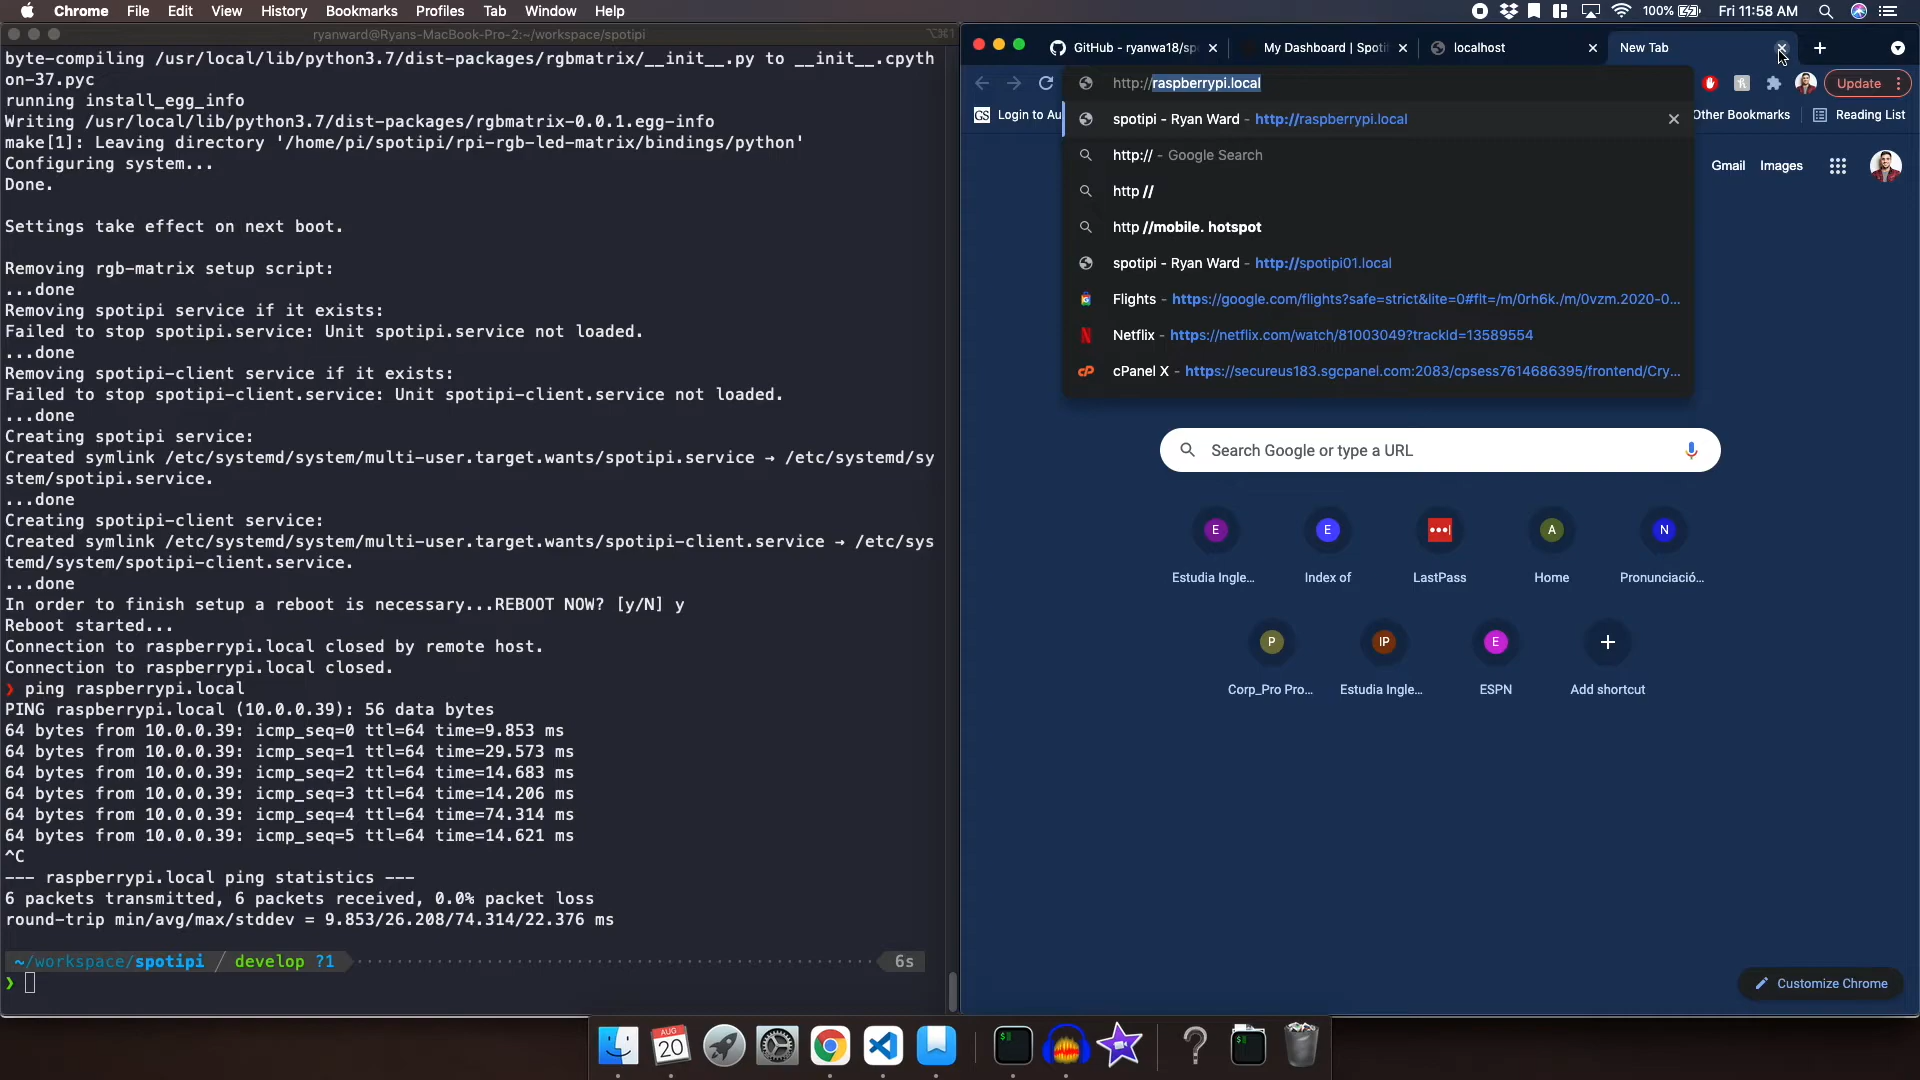 Chrome File Edit View History Bookmarks Profiles Tab Window Help
100% Fri 11:58 AM
ryanward@Ryans-MacBook-Pro-2:~/workspace/spotipi
⌥⌘1
byte-compiling /usr/local/lib/python3.7/dist-packages/rgbmatrix/__init__.py to __init__.cpyth
on-37.pyc
running install_egg_info
Writing /usr/local/lib/python3.7/dist-packages/rgbmatrix-0.0.1.egg-info
make[1]: Leaving directory '/home/pi/spotipi/rpi-rgb-led-matrix/bindings/python'
Configuring system...
Done.
Settings take effect on next boot.
Removing rgb-matrix setup script:
...done
Removing spotipi service if it exists:
Failed to stop spotipi.service: Unit spotipi.service not loaded.
...done
Removing spotipi-client service if it exists:
Failed to stop spotipi-client.service: Unit spotipi-client.service not loaded.
...done
Creating spotipi service:
Created symlink /etc/systemd/system/multi-user.target.wants/spotipi.service → /etc/systemd/sy
stem/spotipi.service.
...done
Creating spotipi-client service:
Created symlink /etc/systemd/system/multi-user.target.wants/spotipi-client.service → /etc/sys
temd/system/spotipi-client.service.
...done
In order to finish setup a reboot is necessary...REBOOT NOW? [y/N] y
Reboot started...
Connection to raspberrypi.local closed by remote host.
Connection to raspberrypi.local closed.
❯ ping raspberrypi.local
PING raspberrypi.local (10.0.0.39): 56 data bytes
64 bytes from 10.0.0.39: icmp_seq=0 ttl=64 time=9.853 ms
64 bytes from 10.0.0.39: icmp_seq=1 ttl=64 time=29.573 ms
64 bytes from 10.0.0.39: icmp_seq=2 ttl=64 time=14.683 ms
64 bytes from 10.0.0.39: icmp_seq=3 ttl=64 time=14.206 ms
64 bytes from 10.0.0.39: icmp_seq=4 ttl=64 time=74.314 ms
64 bytes from 10.0.0.39: icmp_seq=5 ttl=64 time=14.621 ms
^C
--- raspberrypi.local ping statistics ---
6 packets transmitted, 6 packets received, 0.0% packet loss
round-trip min/avg/max/stddev = 9.853/26.208/74.314/22.376 ms
~/workspace/spotipi / develop ?1 6s
❯
GitHub - ryanwa18/sp
My Dashboard | Spoti
localhost
New Tab
http://raspberrypi.local
Update
GS Login to Au
Other Bookmarks
Reading List
spotipi - Ryan Ward - http://raspberrypi.local
http:// - Google Search
http //
http //mobile. hotspot
spotipi - Ryan Ward - http://spotipi01.local
Flights - https://google.com/flights?safe=strict&lite=0#flt=/m/0rh6k./m/0vzm.2020-0...
Netflix - https://netflix.com/watch/81003049?trackId=13589554
cP cPanel X - https://secureus183.sgcpanel.com:2083/cpsess7614686395/frontend/Cry...
Gmail Images
Search Google or type a URL
E
E
A
N
Estudia Ingle...
Index of
LastPass
Home
Pronunciació...
P
IP
E
Corp_Pro Pro...
Estudia Ingle...
ESPN
Add shortcut
Customize Chrome
AUG
20